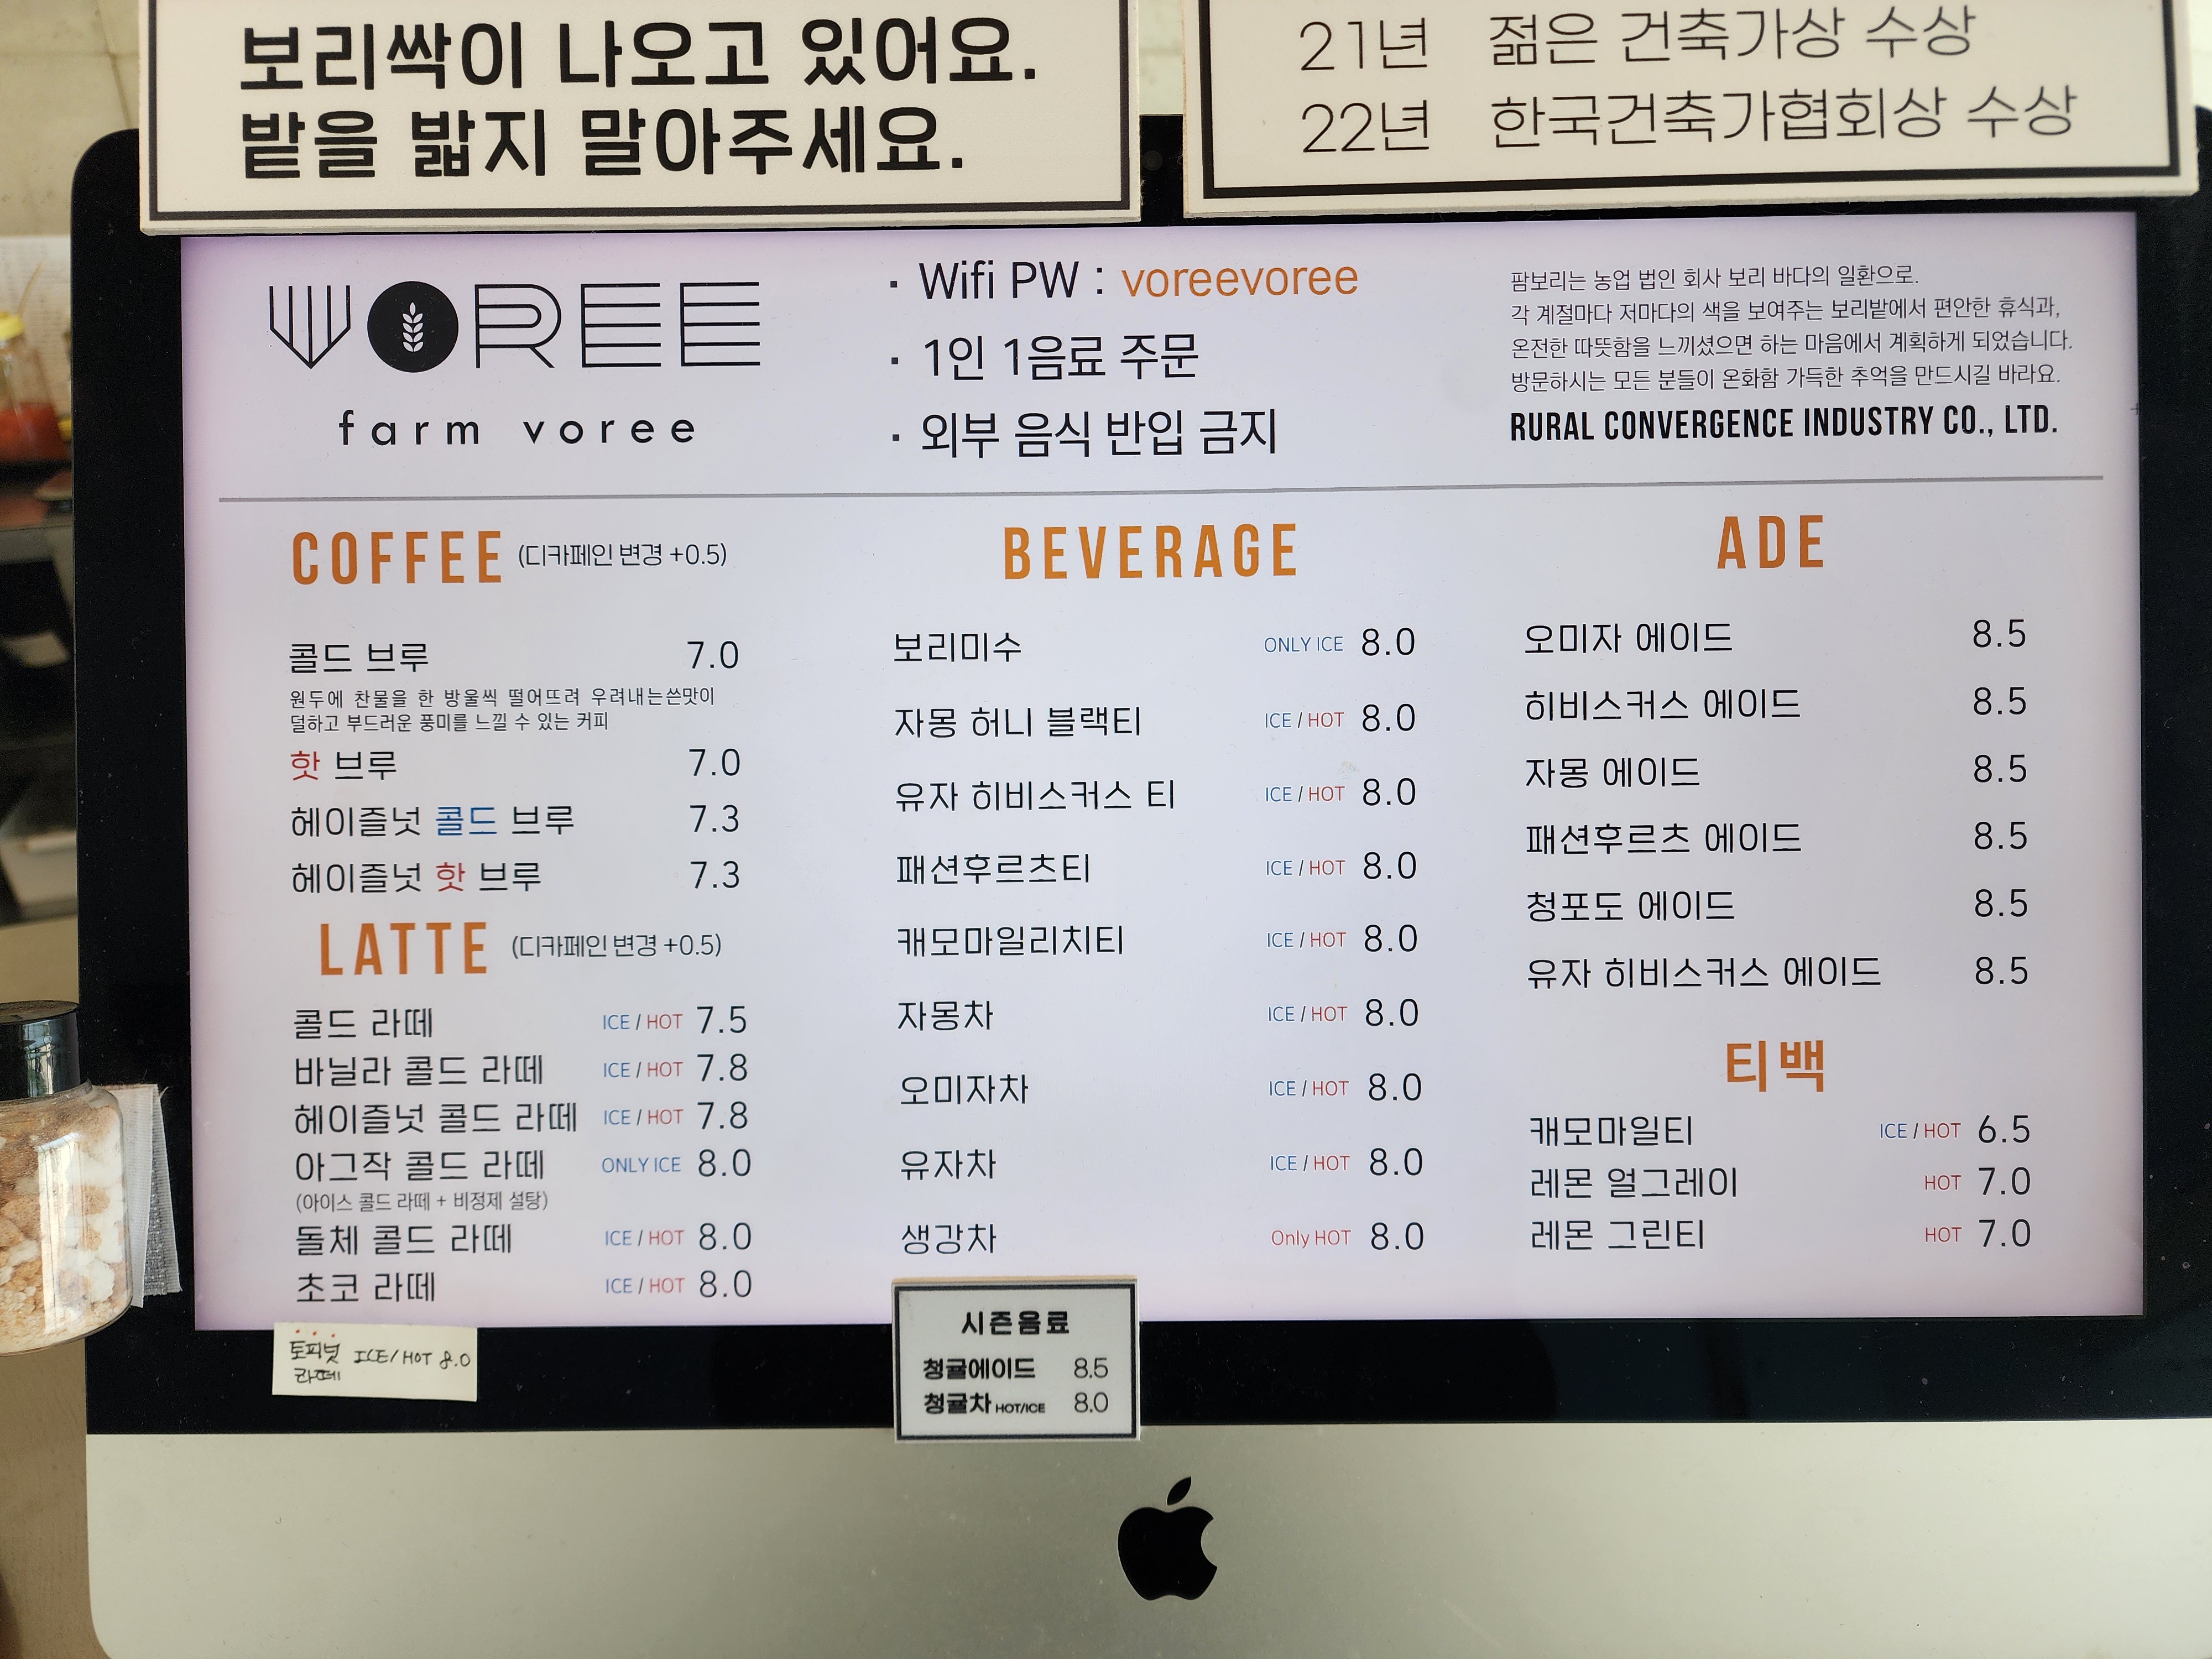 보리싹이 나오고 있어요.
밭을 밟지 말아주세요.
21년 젊은 건축가상 수상
22년 한국건축가협회상 수상
VOREE
farm voree
· Wifi PW : voreevoree
· 1인 1음료 주문
· 외부 음식 반입 금지
팜보리는 농업 법인 회사 보리 바다의 일환으로.
각 계절마다 저마다의 색을 보여주는 보리밭에서 편안한 휴식과,
온전한 따뜻함을 느끼셨으면 하는 마음에서 계획하게 되었습니다.
방문하시는 모든 분들이 온화함 가득한 추억을 만드시길 바라요.
RURAL CONVERGENCE INDUSTRY CO., LTD.
COFFEE (디카페인 변경 +0.5)
콜드 브루 7.0
원두에 찬물을 한 방울씩 떨어뜨려 우려내는쓴맛이
덜하고 부드러운 풍미를 느낄 수 있는 커피
핫 브루 7.0
헤이즐넛 콜드 브루 7.3
헤이즐넛 핫 브루 7.3
LATTE (디카페인 변경 +0.5)
콜드 라떼 ICE / HOT 7.5
바닐라 콜드 라떼 ICE / HOT 7.8
헤이즐넛 콜드 라떼 ICE / HOT 7.8
아그작 콜드 라떼 ONLY ICE 8.0
(아이스 콜드 라떼 + 비정제 설탕)
돌체 콜드 라떼 ICE / HOT 8.0
초코 라떼 ICE / HOT 8.0
토피넛 ICE/HOT 8.0
라떼
BEVERAGE
보리미수 ONLY ICE 8.0
자몽 허니 블랙티 ICE / HOT 8.0
유자 히비스커스 티 ICE / HOT 8.0
패션후르츠티 ICE / HOT 8.0
캐모마일리치티 ICE / HOT 8.0
자몽차 ICE / HOT 8.0
오미자차 ICE / HOT 8.0
유자차 ICE / HOT 8.0
생강차 Only HOT 8.0
시즌음료
청귤에이드 8.5
청귤차 HOT/ICE 8.0
ADE
오미자 에이드 8.5
히비스커스 에이드 8.5
자몽 에이드 8.5
패션후르츠 에이드 8.5
청포도 에이드 8.5
유자 히비스커스 에이드 8.5
티백
캐모마일티 ICE / HOT 6.5
레몬 얼그레이 HOT 7.0
레몬 그린티 HOT 7.0